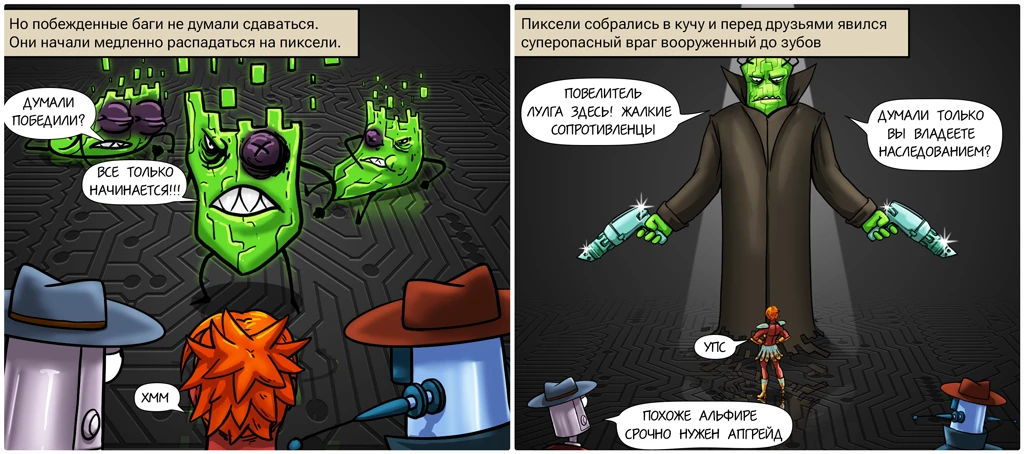 Но побежденные баги не думали сдаваться.
Они начали медленно распадаться на пиксели.
ДУМАЛИ
ПОБЕДИЛИ?
ВСЕ ТОЛЬКО
НАЧИНАЕТСЯ!!!
ХММ
Пиксели собрались в кучу и перед друзьями явился
суперопасный враг вооруженный до зубов
ПОВЕЛИТЕЛЬ
ЛУЛГА ЗДЕСЬ! ЖАЛКИЕ
СОПРОТИВЛЕНЦЫ
ДУМАЛИ ТОЛЬКО
ВЫ ВЛАДЕЕТЕ
НАСЛЕДОВАНИЕМ?
УПС
ПОХОЖЕ АЛЬФИРЕ
СРОЧНО НУЖЕН АПГРЕЙД